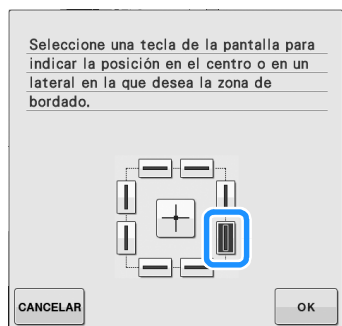 Seleccione una tecla de la pantalla para
indicar la posición en el centro o en un
lateral en la que desea la zona de
bordado.
CANCELAR
OK